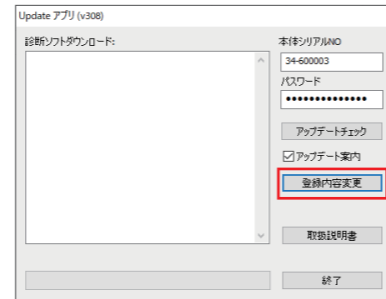 Update アプリ (v308)
診断ソフトダウンロード:
本体シリアルNO
34-600003
パスワード
••••••••••••••
アップデートチェック
アップデート案内
登録内容変更
取扱説明書
終了